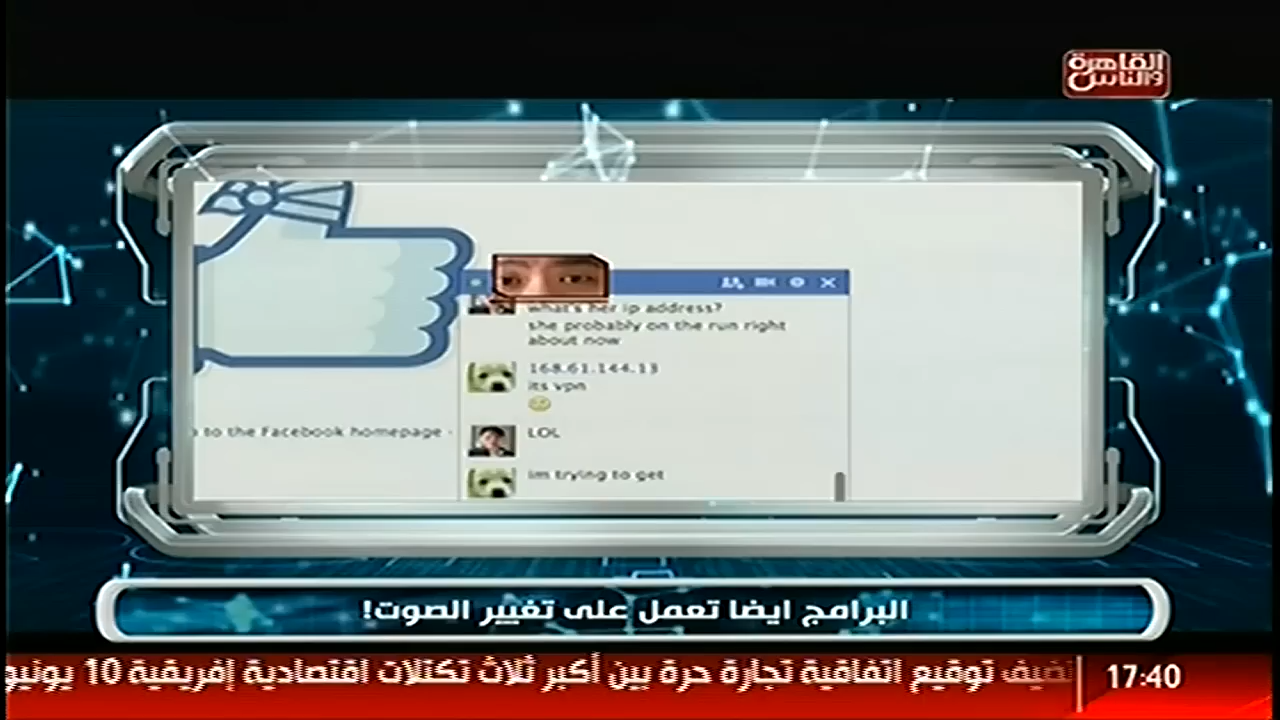 القاهرة
والناس
what's her ip address?
she probably on the run right
about now
168.61.144.13
its vpn
to the Facebook homepage -
LOL
im trying to get
البرامج ايضا تعمل على تغيير الصوت!
تضيف توقيع اتفاقية تجارة حرة بين أكبر ثلاث تكتلات اقتصادية إفريقية 10 يونيو
17:40